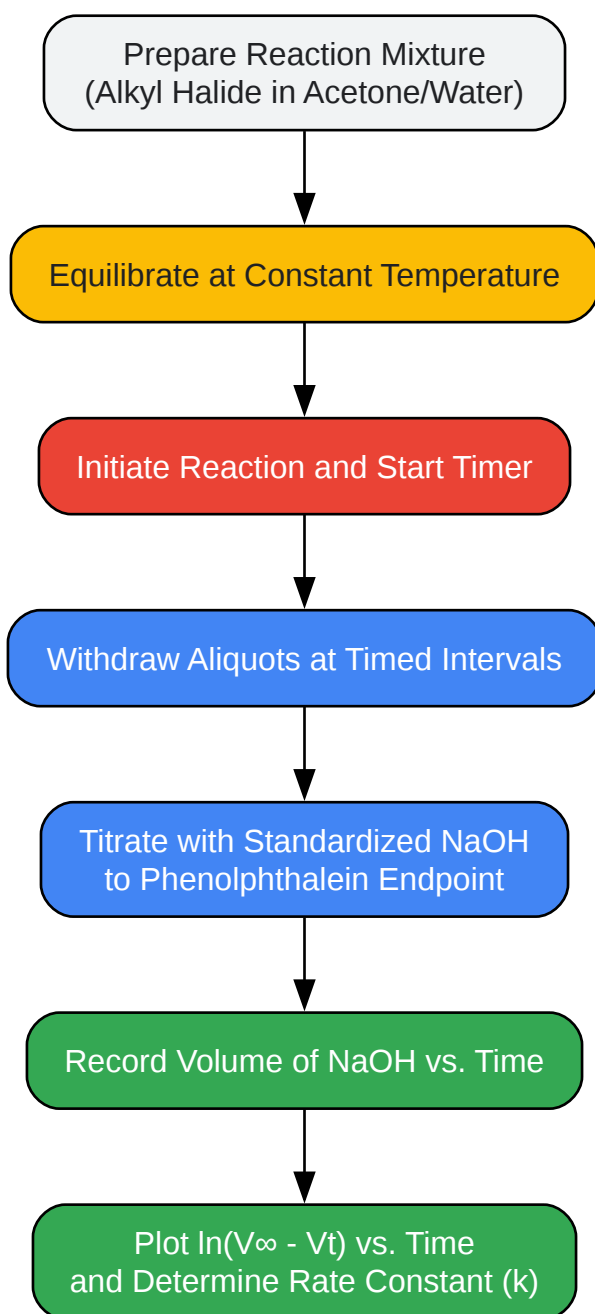 Prepare Reaction Mixture
(Alkyl Halide in Acetone/Water)
Equilibrate at Constant Temperature
Initiate Reaction and Start Timer
Withdraw Aliquots at Timed Intervals
Titrate with Standardized NaOH
to Phenolphthalein Endpoint
Record Volume of NaOH vs. Time
Plot ln(V∞ - Vt) vs. Time
and Determine Rate Constant (k)